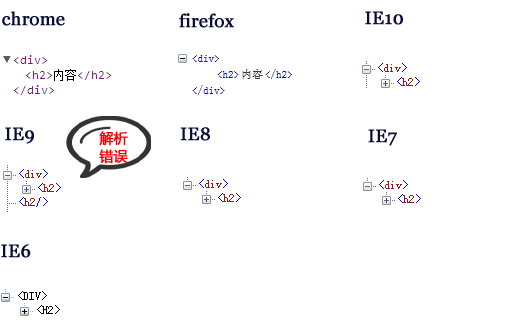 chrome
<div>
<h2>内容</h2>
</div>
firefox
<div>
<h2>内容</h2>
</div>
IE10
<div>
<h2>
IE9
解析
错误
<div>
<h2>
<h2/>
IE8
<div>
<h2>
IE7
<div>
<h2>
IE6
<DIV>
<H2>